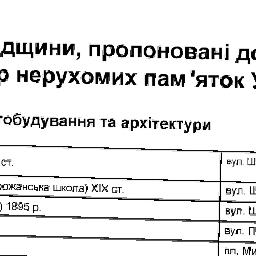 дщини, пропоновані до
р нерухомих пам'яток У
тобудування та архітектури
ст. вул. Ш
рожанська школа) XIX ст. вул. Ш
) 1895 р. вул. Ш
вул. П
пл. Ми